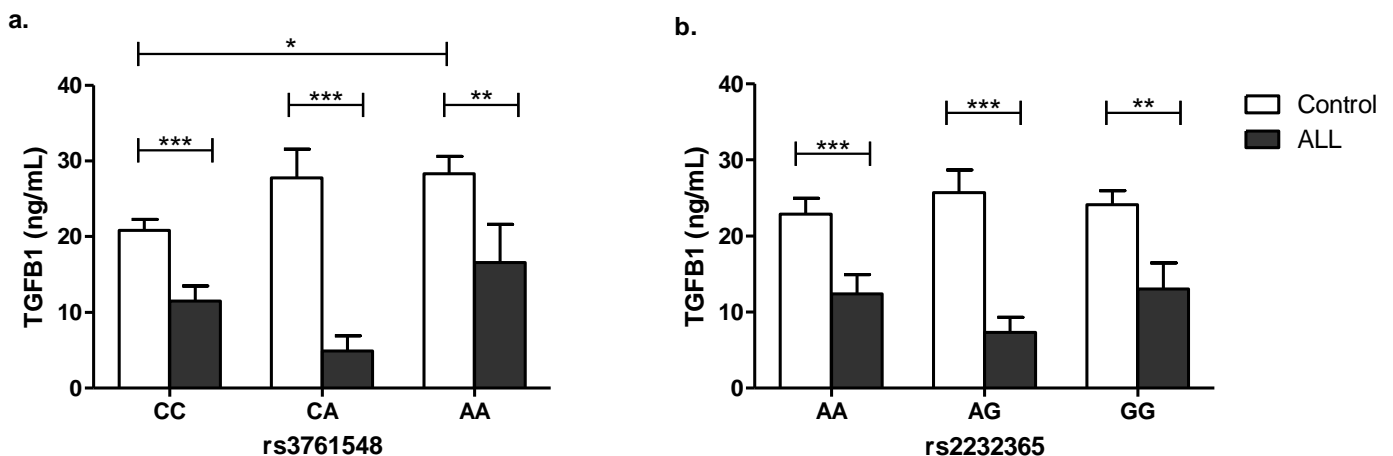 a.
*
***
***
**
TGFB1 (ng/mL)
40
30
20
10
0
CC CA AA
rs3761548
b.
***
***
**
TGFB1 (ng/mL)
40
30
20
10
0
AA AG GG
rs2232365
Control
ALL